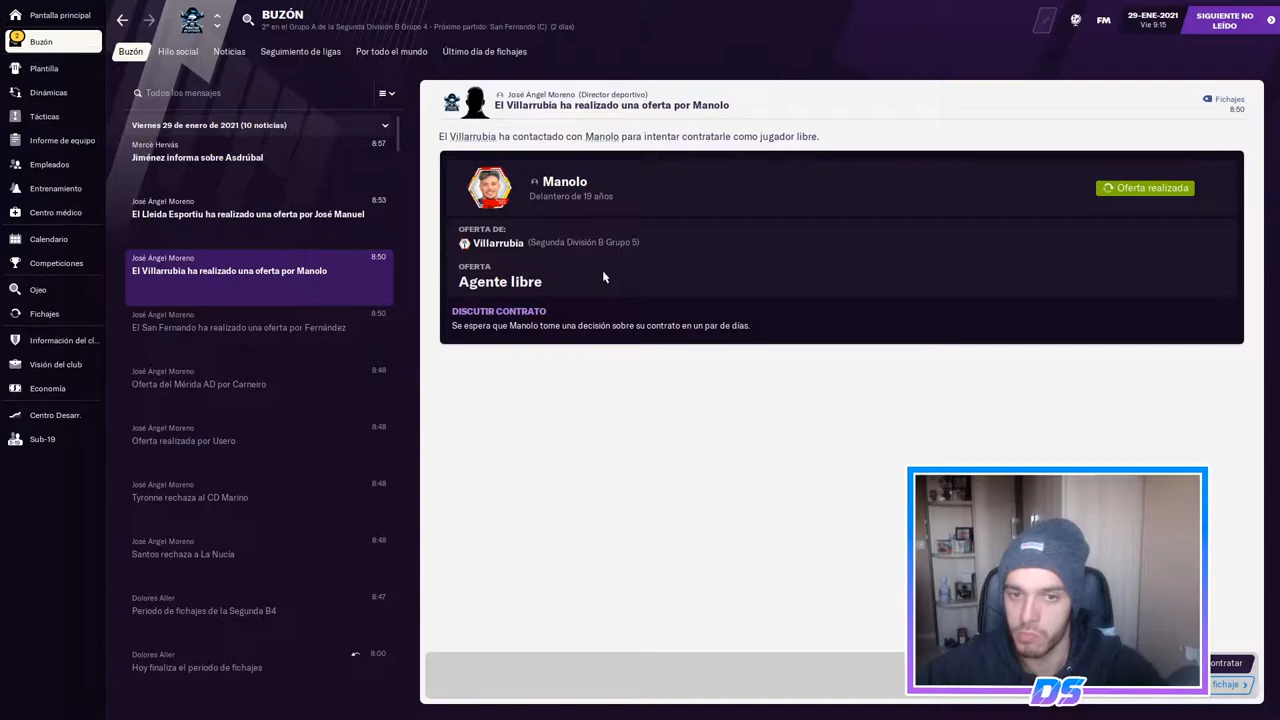 Pantalla principal
2
Buzón
Plantilla
Dinámicas
Tácticas
Informe de equipo
Empleados
Entrenamiento
Centro médico
Calendario
Competiciones
Ojeo
Fichajes
Información del cl...
Visión del club
Economía
Centro Desarr.
Sub-19
BUZÓN
2º en el Grupo A de la Segunda División B Grupo 4 - Próximo partido: San Fernando (C) (2 días)
FM
29-ENE-2021
Vie 9:15
SIGUIENTE NO LEÍDO
Buzón
Hilo social
Noticias
Seguimiento de ligas
Por todo el mundo
Último día de fichajes
Todos los mensajes
Viernes 29 de enero de 2021 (10 noticias)
Mercè Hervás 8:57
Jiménez informa sobre Asdrúbal
José Ángel Moreno 8:53
El Lleida Esportiu ha realizado una oferta por José Manuel
José Ángel Moreno 8:50
El Villarrubia ha realizado una oferta por Manolo
José Ángel Moreno 8:50
El San Fernando ha realizado una oferta por Fernández
José Ángel Moreno 8:48
Oferta del Mérida AD por Carneiro
José Ángel Moreno 8:48
Oferta realizada por Usero
José Ángel Moreno 8:48
Tyronne rechaza al CD Marino
José Ángel Moreno 8:48
Santos rechaza a La Nucía
Dolores Aller 8:47
Periodo de fichajes de la Segunda B4
Dolores Aller 8:00
Hoy finaliza el periodo de fichajes
José Ángel Moreno (Director deportivo)
El Villarrubia ha realizado una oferta por Manolo
Fichajes
8:50
El Villarrubia ha contactado con Manolo para intentar contratarle como jugador libre.
Manolo
Delantero de 19 años
Oferta realizada
OFERTA DE:
Villarrubia (Segunda División B Grupo 5)
OFERTA
Agente libre
DISCUTIR CONTRATO
Se espera que Manolo tome una decisión sobre su contrato en un par de días.
ontratar
fichaje
DS